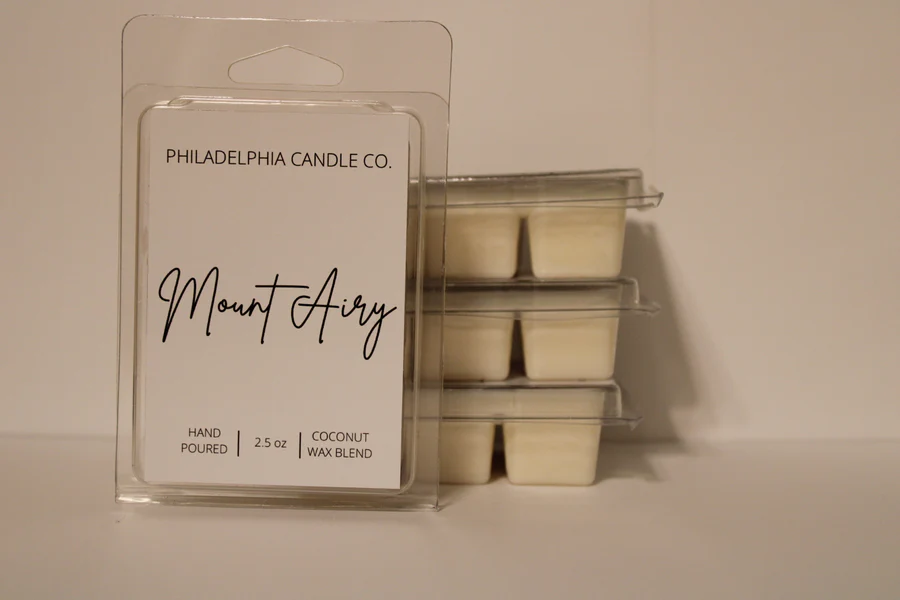 PHILADELPHIA CANDLE CO.
Mount Airy
HAND
POURED
2.5 oz
COCONUT
WAX BLEND